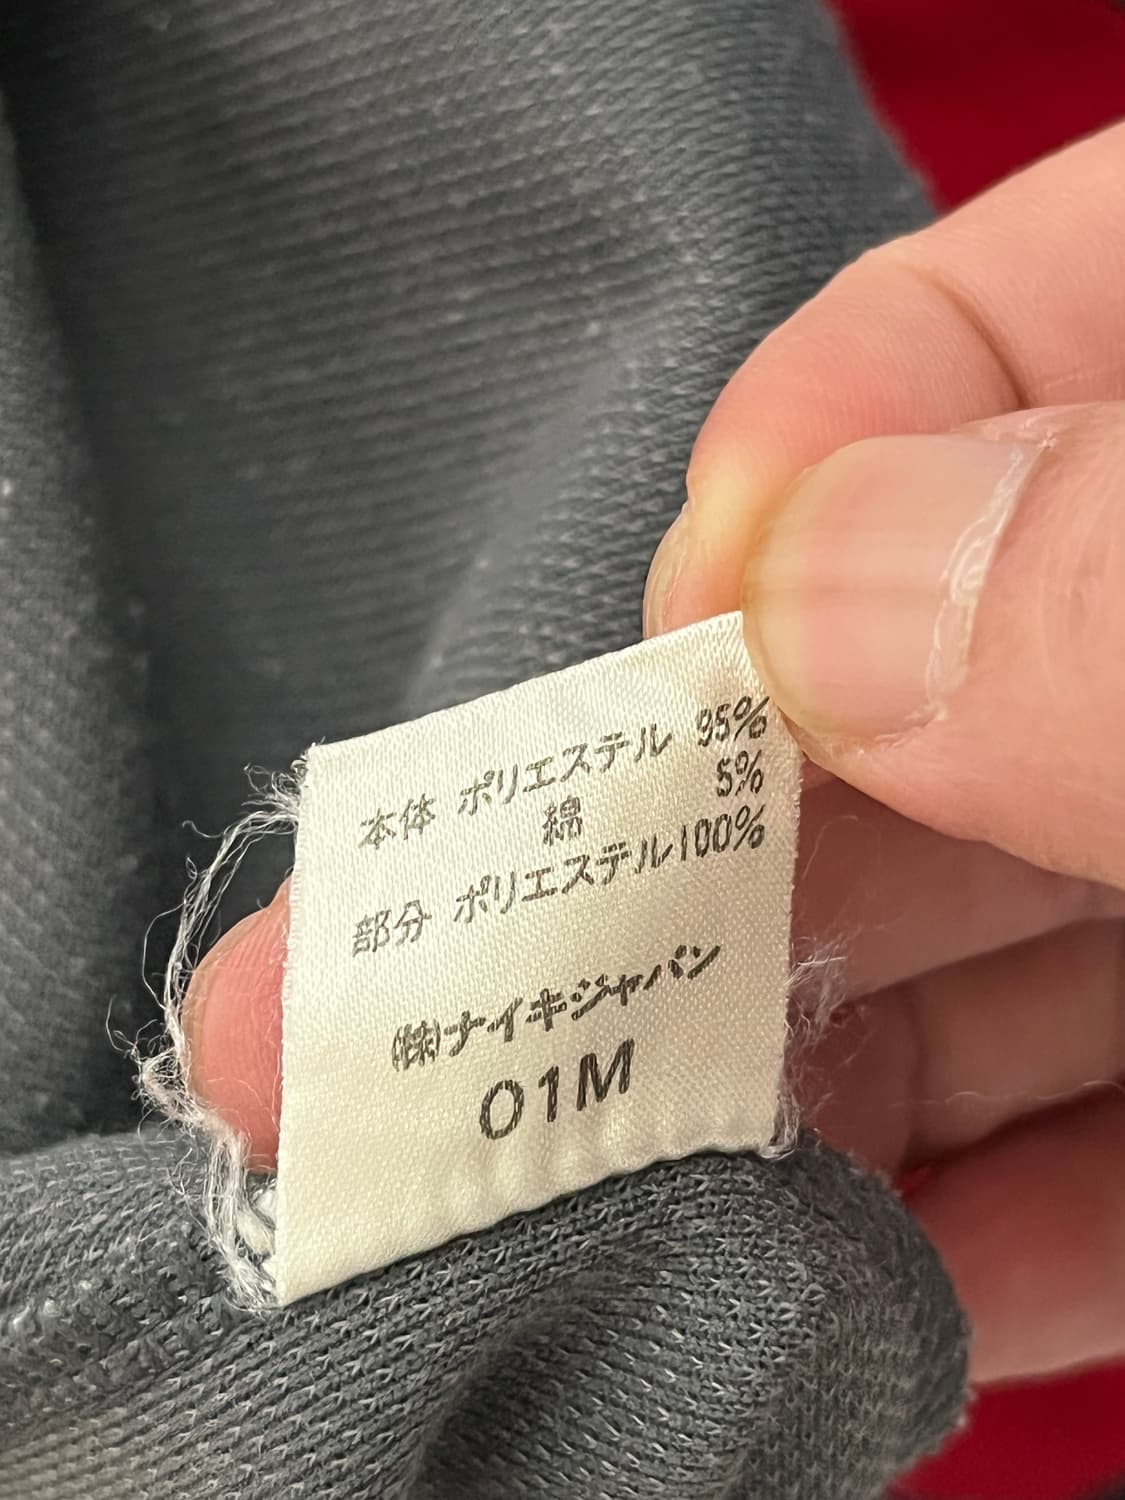 本体 ポリエステル 95%
綿 5%
部分 ポリエステル100%
(株)ナイキジャパン
01M